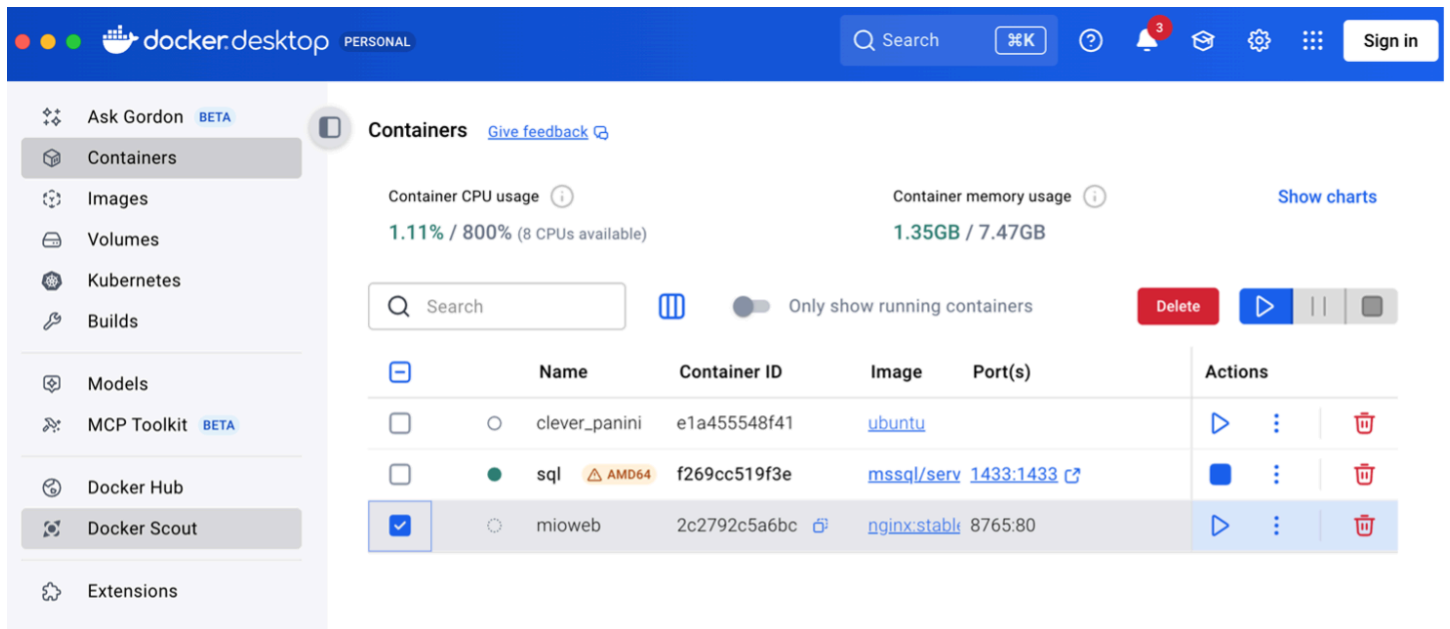 docker.desktop PERSONAL Search ⌘K 3 Sign in
Ask Gordon BETA
Containers
Images
Volumes
Kubernetes
Builds
Models
MCP Toolkit BETA
Docker Hub
Docker Scout
Extensions
Containers Give feedback
Container CPU usage Container memory usage Show charts
1.11% / 800% (8 CPUs available) 1.35GB / 7.47GB
Search Only show running containers Delete
Name Container ID Image Port(s) Actions
clever_panini e1a455548f41 ubuntu
sql AMD64 f269cc519f3e mssql/serv 1433:1433
mioweb 2c2792c5a6bc nginx:stable 8765:80